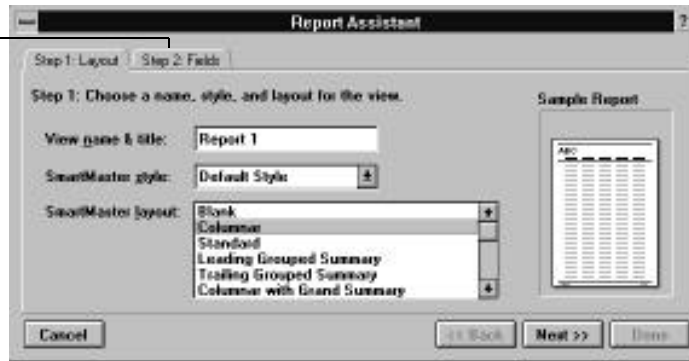 Report Assistant ?
Step 1: Layout Step 2: Fields
Step 1: Choose a name, style, and layout for the view.
Sample Report
View name & title: Report 1
ABC
SmartMaster style: Default Style
SmartMaster layout: Blank
Columnar
Standard
Leading Grouped Summary
Trailing Grouped Summary
Columnar with Grand Summary
Cancel << Back Next >> Done